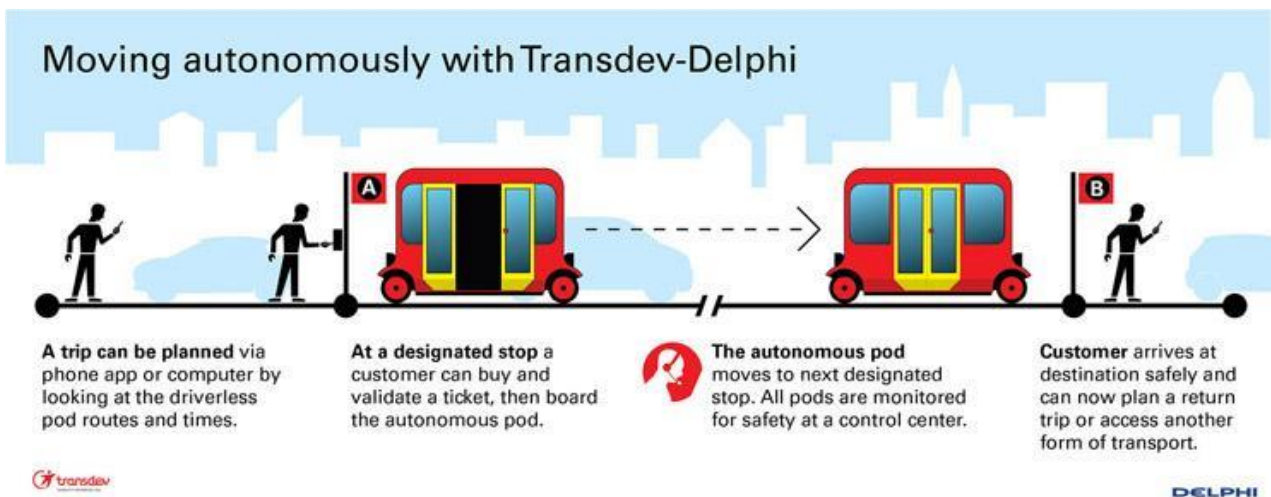 Moving autonomously with Transdev-Delphi
A
B
A trip can be planned via
phone app or computer by
looking at the driverless
pod routes and times.
At a designated stop a
customer can buy and
validate a ticket, then board
the autonomous pod.
The autonomous pod
moves to next designated
stop. All pods are monitored
for safety at a control center.
Customer arrives at
destination safely and
can now plan a return
trip or access another
form of transport.
transdev
DELPHI